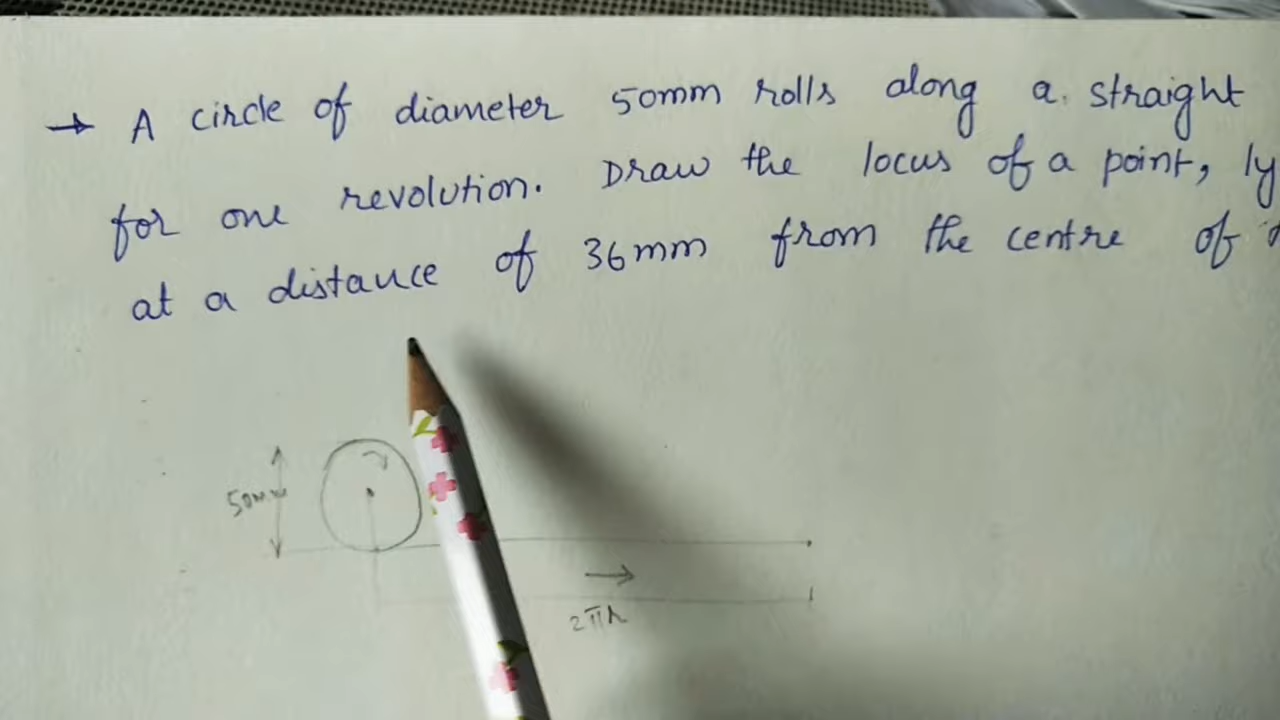 → A circle of diameter 50mm rolls along a straight
for one revolution. Draw the locus of a point, ly
at a distance of 36mm from the centre of
50mm
2πr